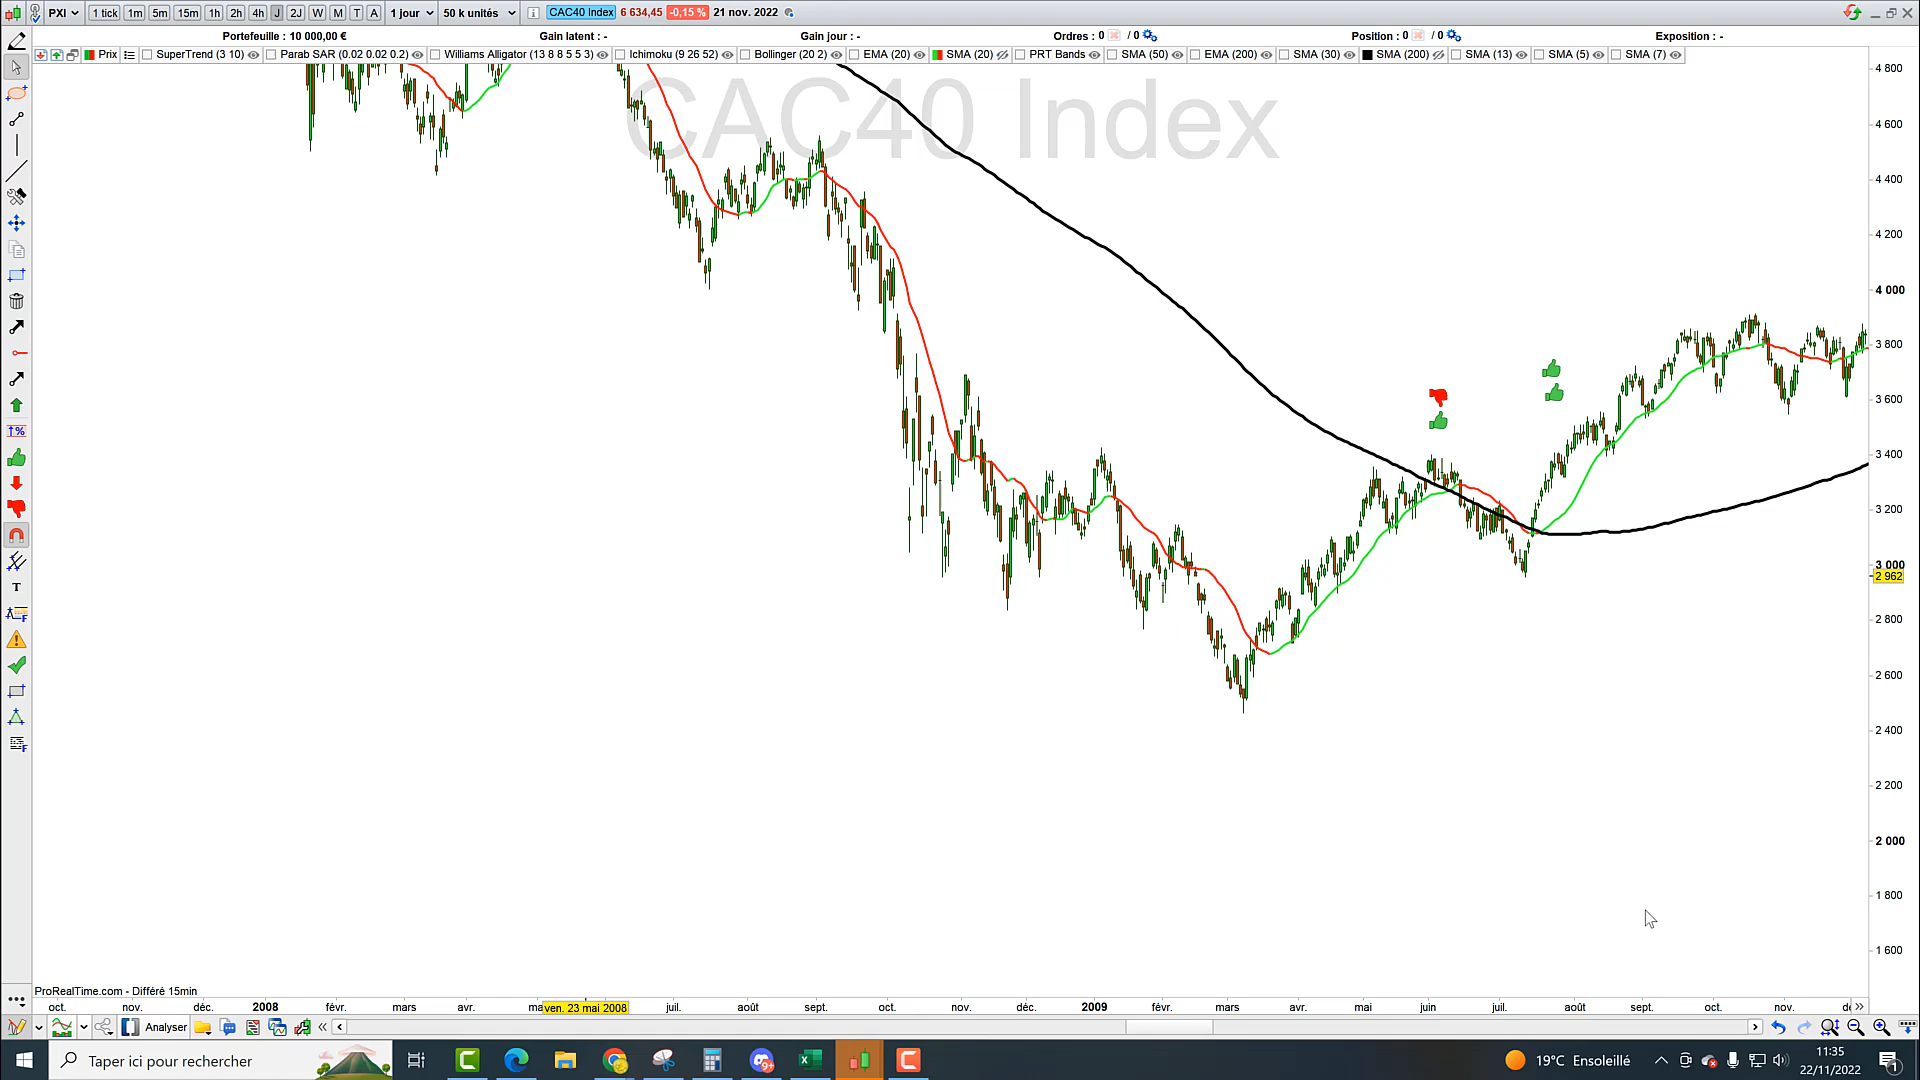 PXI 1 tick 1m 5m 15m 1h 2h 4h J 2J W M T A 1 jour 50 k unités CAC40 Index 6 634,45 -0,15 % 21 nov. 2022
Portefeuille : 10 000,00 € Gain latent : - Gain jour : - Ordres : 0 / 0 Position : 0 / 0 Exposition : -
Prix SuperTrend (3 10) Parab SAR (0.02 0.02 0.2) Williams Alligator (13 8 8 5 5 3) Ichimoku (9 26 52) Bollinger (20 2) EMA (20) SMA (20) PRT Bands SMA (50) EMA (200) SMA (30) SMA (200) SMA (13) SMA (5) SMA (7)
CAC40 Index
4 800
4 600
4 400
4 200
4 000
3 800
3 600
3 400
3 200
3 000
2 962
2 800
2 600
2 400
2 200
2 000
1 800
1 600
ProRealTime.com - Différé 15min
oct. nov. déc. 2008 févr. mars avr. ma ven. 23 mai 2008 juil. août sept. oct. nov. déc. 2009 févr. mars avr. mai juin juil. août sept. oct. nov.
Analyser
Taper ici pour rechercher
19°C Ensoleillé
11:35
22/11/2022